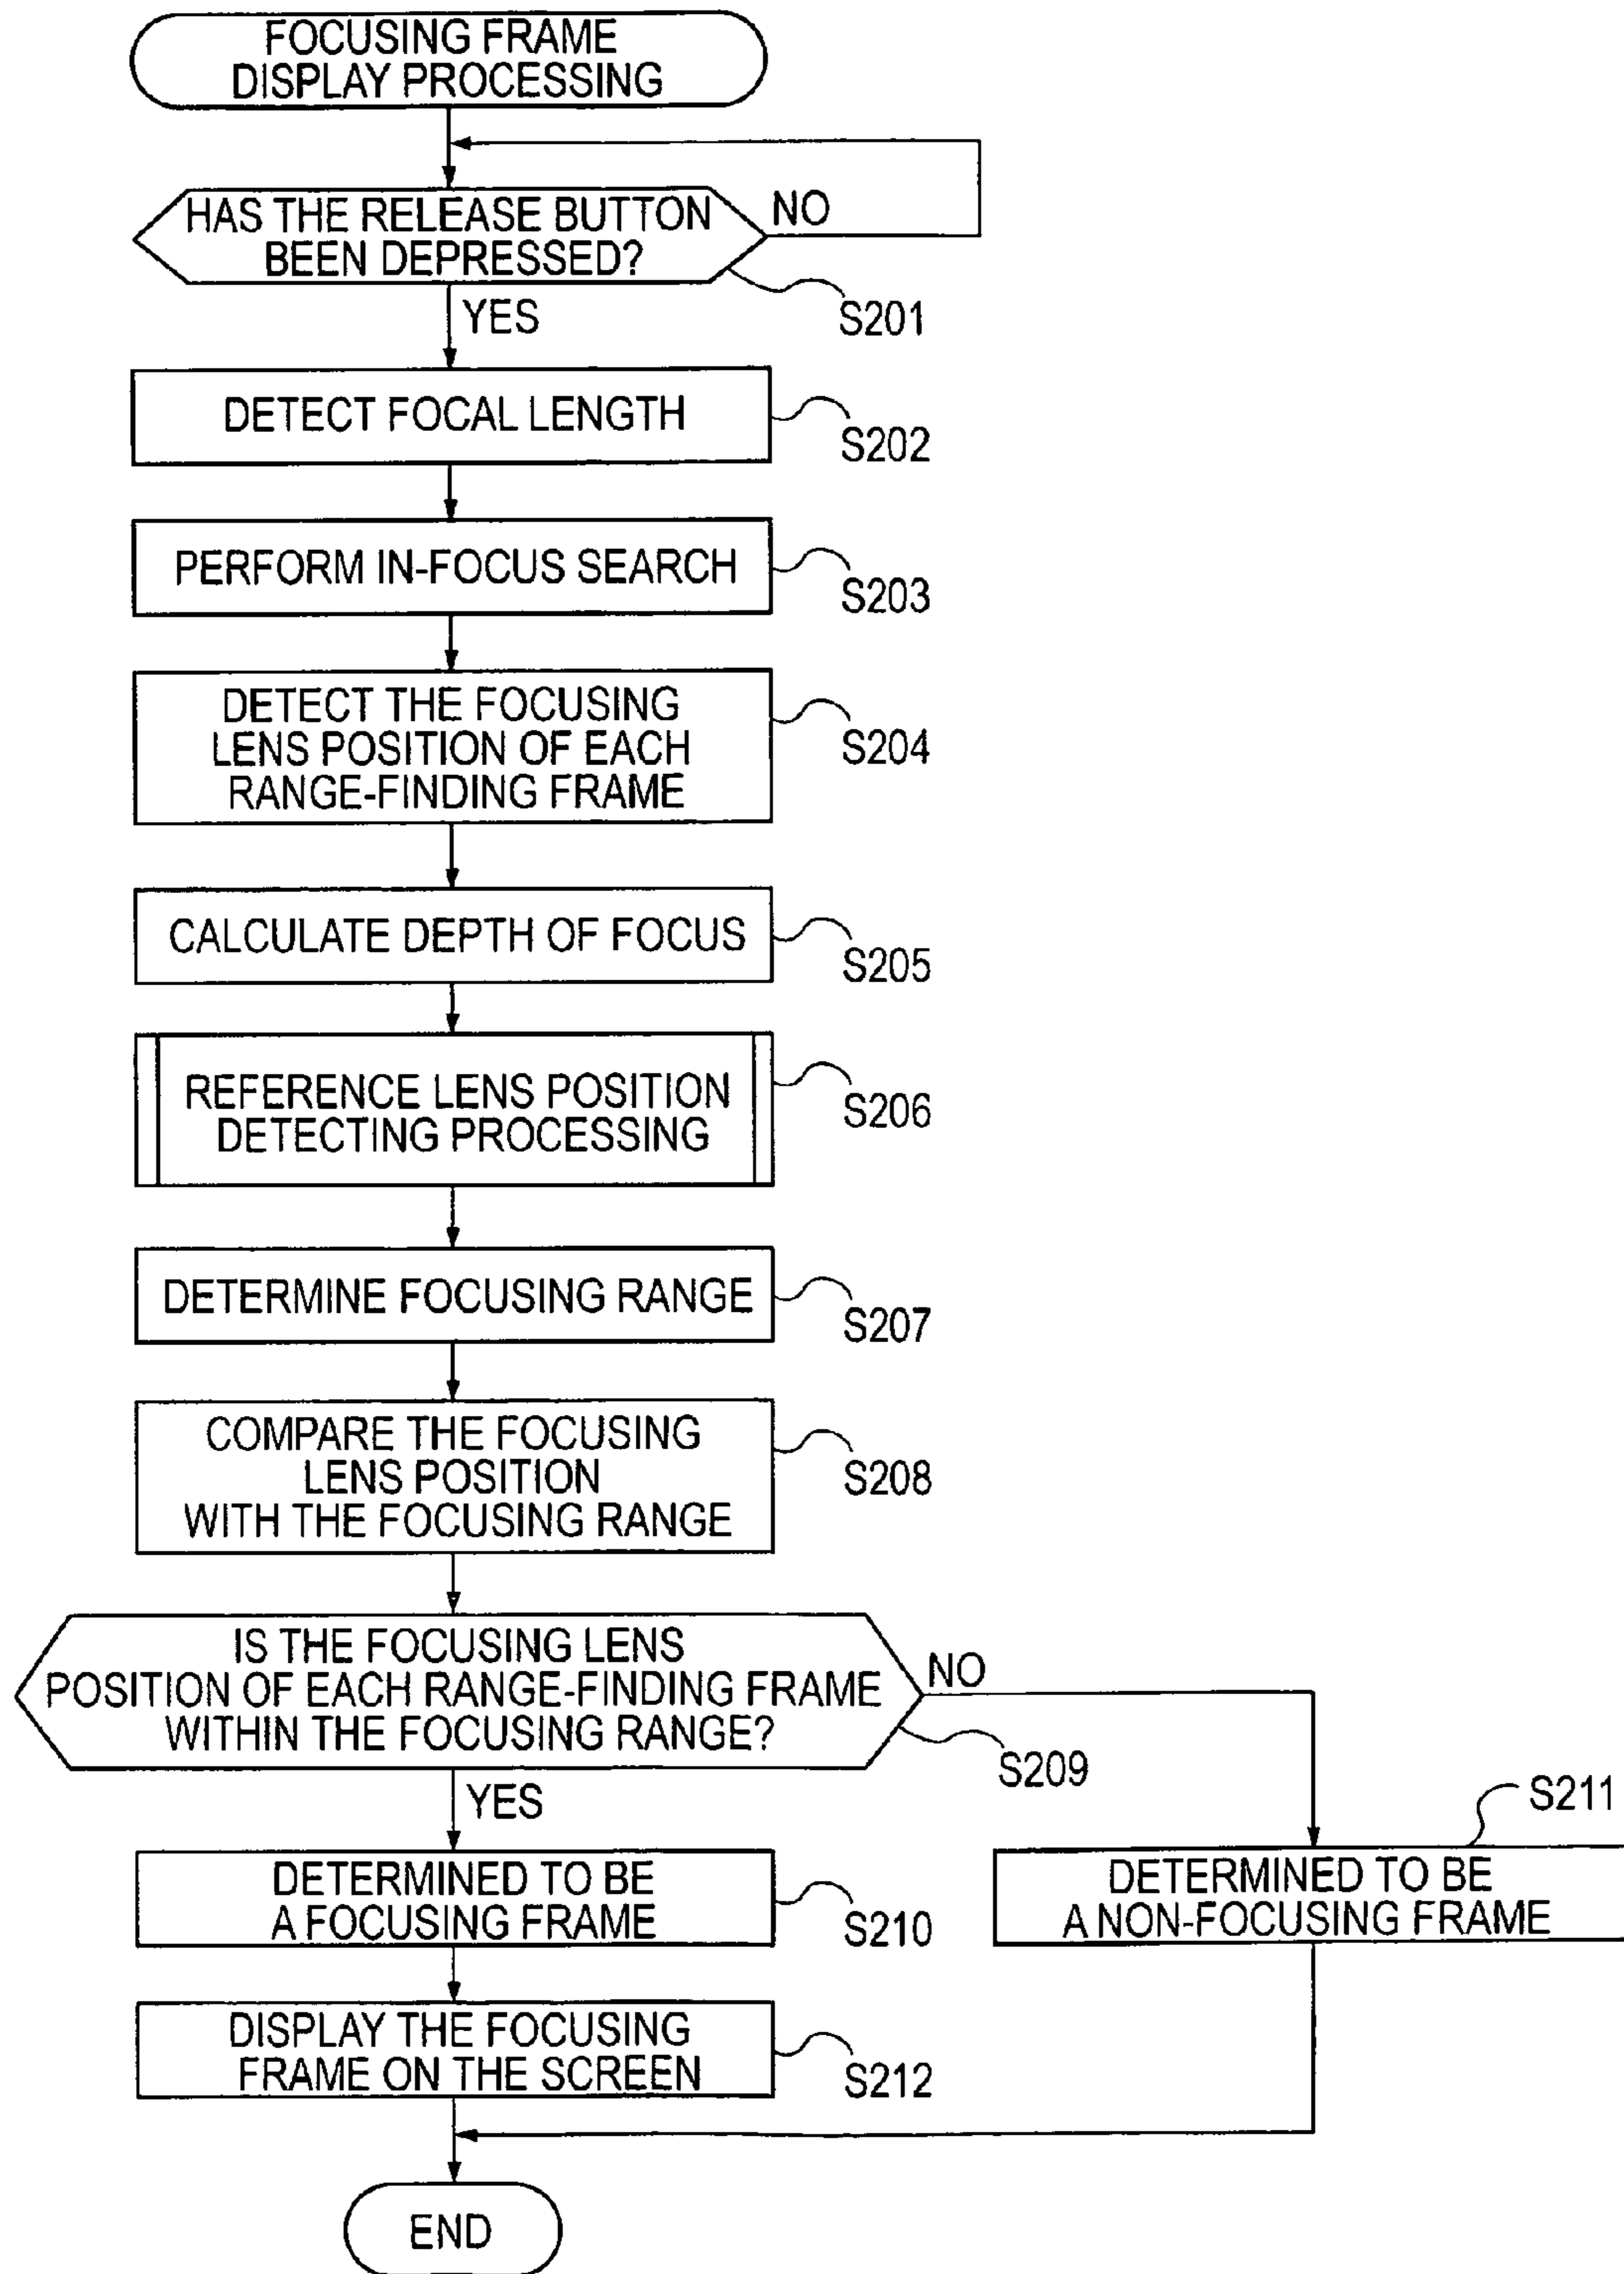 FOCUSING FRAME
DISPLAY PROCESSING
HAS THE RELEASE BUTTON
BEEN DEPRESSED?
NO
S201
YES
DETECT FOCAL LENGTH
S202
PERFORM IN-FOCUS SEARCH
S203
DETECT THE FOCUSING
LENS POSITION OF EACH
RANGE-FINDING FRAME
S204
CALCULATE DEPTH OF FOCUS
S205
REFERENCE LENS POSITION
DETECTING PROCESSING
S206
DETERMINE FOCUSING RANGE
S207
COMPARE THE FOCUSING
LENS POSITION
WITH THE FOCUSING RANGE
S208
IS THE FOCUSING LENS
POSITION OF EACH RANGE-FINDING FRAME
WITHIN THE FOCUSING RANGE?
NO
S209
YES
DETERMINED TO BE
A FOCUSING FRAME
S210
S211
DETERMINED TO BE
A NON-FOCUSING FRAME
DISPLAY THE FOCUSING
FRAME ON THE SCREEN
S212
END